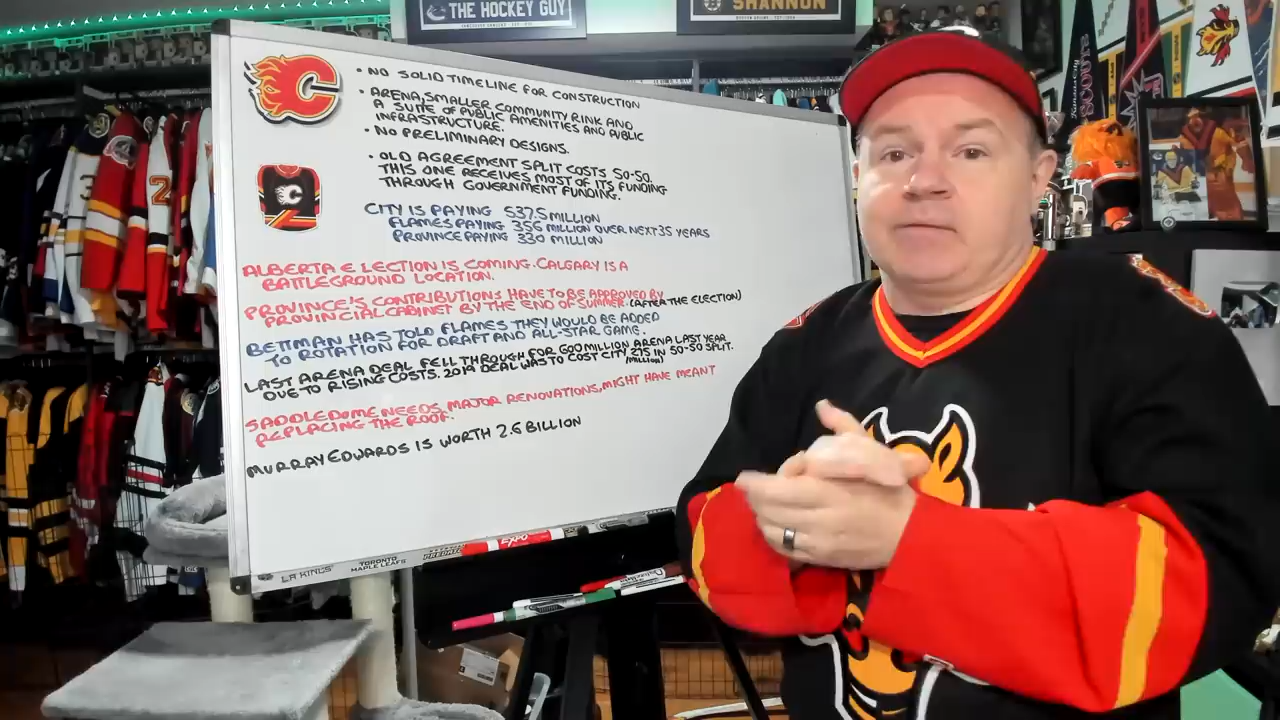 THE HOCKEY GUY
SHANNON
• NO SOLID TIMELINE FOR CONSTRUCTION
• ARENA, SMALLER COMMUNITY RINK AND
A SUITE OF PUBLIC AMENITIES AND PUBLIC
INFRASTRUCTURE.
• NO PRELIMINARY DESIGNS.
• OLD AGREEMENT SPLIT COSTS 50-50.
THIS ONE RECEIVES MOST OF ITS FUNDING
THROUGH GOVERNMENT FUNDING.
CITY IS PAYING 537.5 MILLION
FLAMES PAYING 356 MILLION OVER NEXT 35 YEARS
PROVINCE PAYING 330 MILLION
ALBERTA ELECTION IS COMING. CALGARY IS A
BATTLEGROUND LOCATION.
PROVINCE'S CONTRIBUTIONS HAVE TO BE APPROVED BY
PROVINCIAL CABINET BY THE END OF SUMMER. (AFTER THE ELECTION)
BETTMAN HAS TOLD FLAMES THEY WOULD BE ADDED
TO ROTATION FOR DRAFT AND ALL-STAR GAME.
LAST ARENA DEAL FELL THROUGH FOR 600 MILLION ARENA LAST YEAR
DUE TO RISING COSTS. 2019 DEAL WAS TO COST CITY 275 IN 50-50 SPLIT.
(MILLION)
SADDLEDOME NEEDS MAJOR RENOVATIONS, MIGHT HAVE MEANT
REPLACING THE ROOF.
MURRAY EDWARDS IS WORTH 2.6 BILLION
EXPO
LA KINGS
TORONTO
MAPLE LEAFS
PREDATORS
Kansas City
SCOUTS